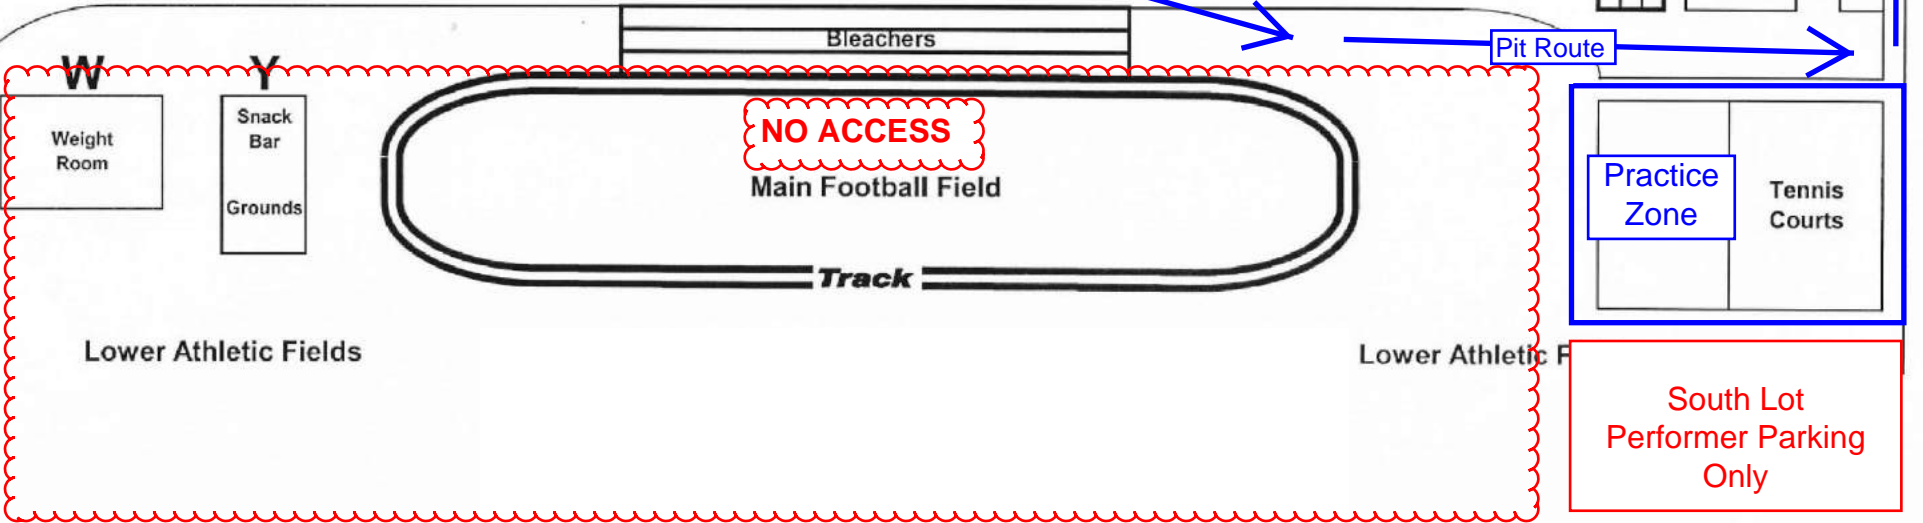 Bleachers
Pit Route
W
Y
Weight
Room
Snack
Bar
Grounds
NO ACCESS
Main Football Field
Track
Practice
Zone
Tennis
Courts
Lower Athletic Fields
Lower Athletic F
South Lot
Performer Parking
Only